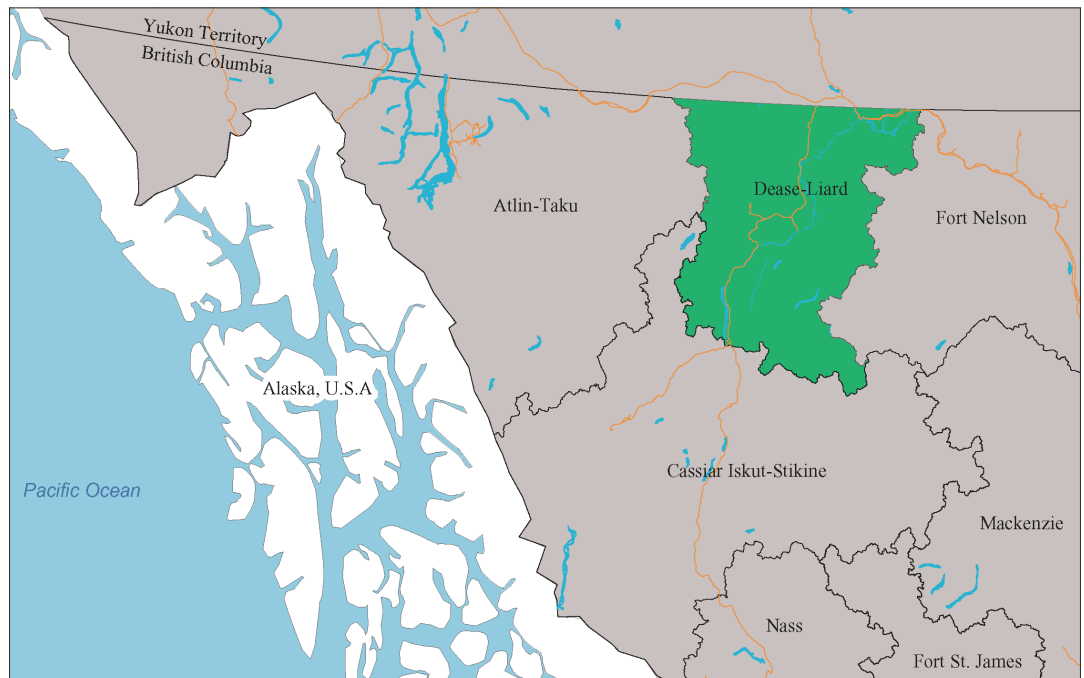 Yukon Territory
British Columbia
Dease-Liard
Atlin-Taku
Fort Nelson
Alaska, U.S.A
Cassiar Iskut-Stikine
Pacific Ocean
Mackenzie
Nass
Fort St. James